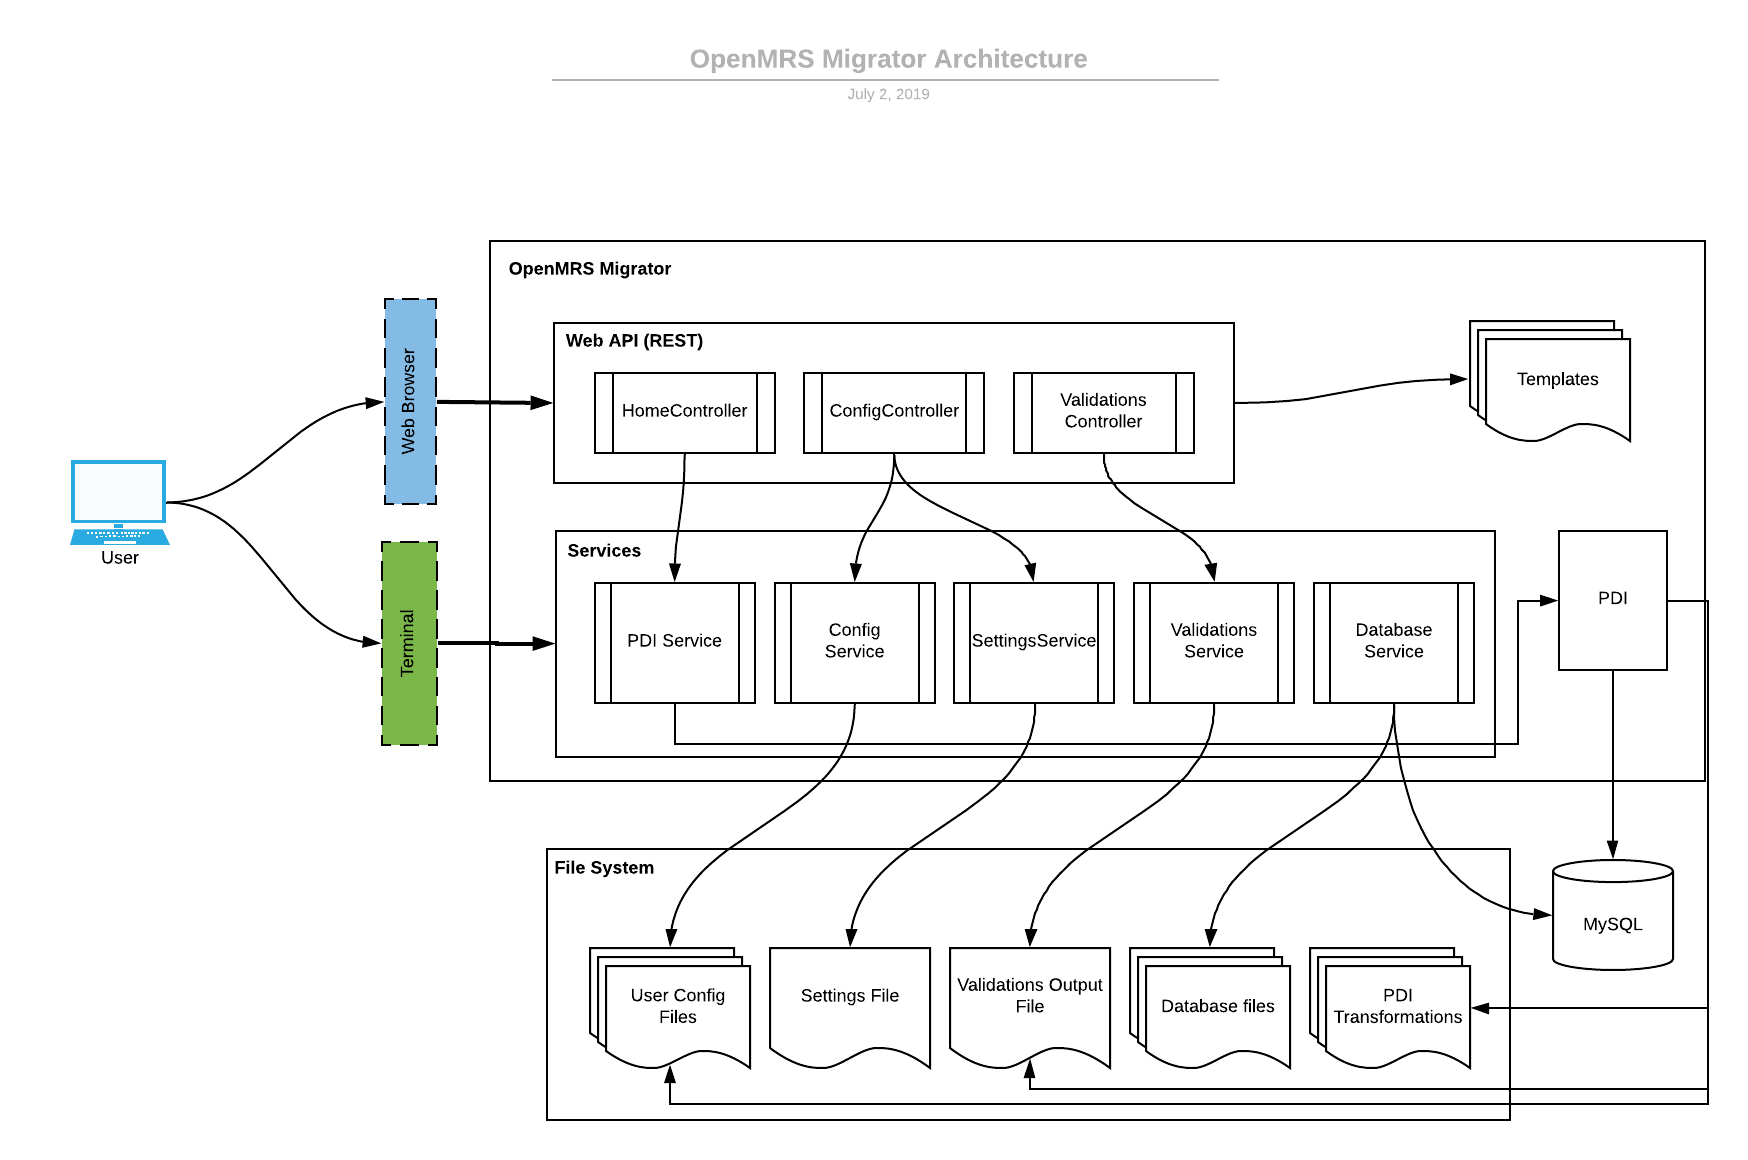 OpenMRS Migrator Architecture
July 2, 2019
OpenMRS Migrator
Web API (REST)
HomeController
ConfigController
Validations
Controller
Templates
Web Browser
User
Terminal
Services
PDI Service
Config
Service
SettingsService
Validations
Service
Database
Service
PDI
File System
User Config
Files
Settings File
Validations Output
File
Database files
PDI
Transformations
MySQL